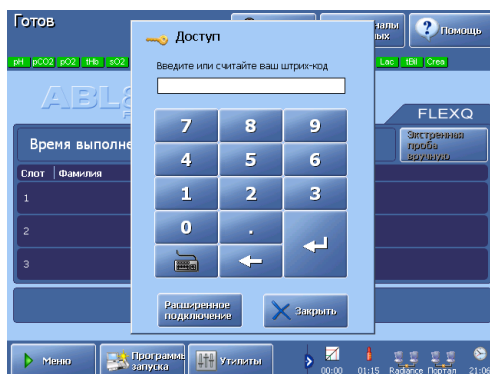 Готов
Доступ
Помощь
pH pCO2 pO2 tHb sO2
Lac tBil Crea
Введите или считайте ваш
штрих-код
FLEXQ
Время выполне
Экстренная
проба
вручную
Слот Фамилия
1
2
3
7 8 9
4 5 6
1 2 3
0 .
Расширенное
подключение
Закрыть
Меню
Программы
запуска
Утилиты
00:00
01:15
Radiance
Портал
21:06